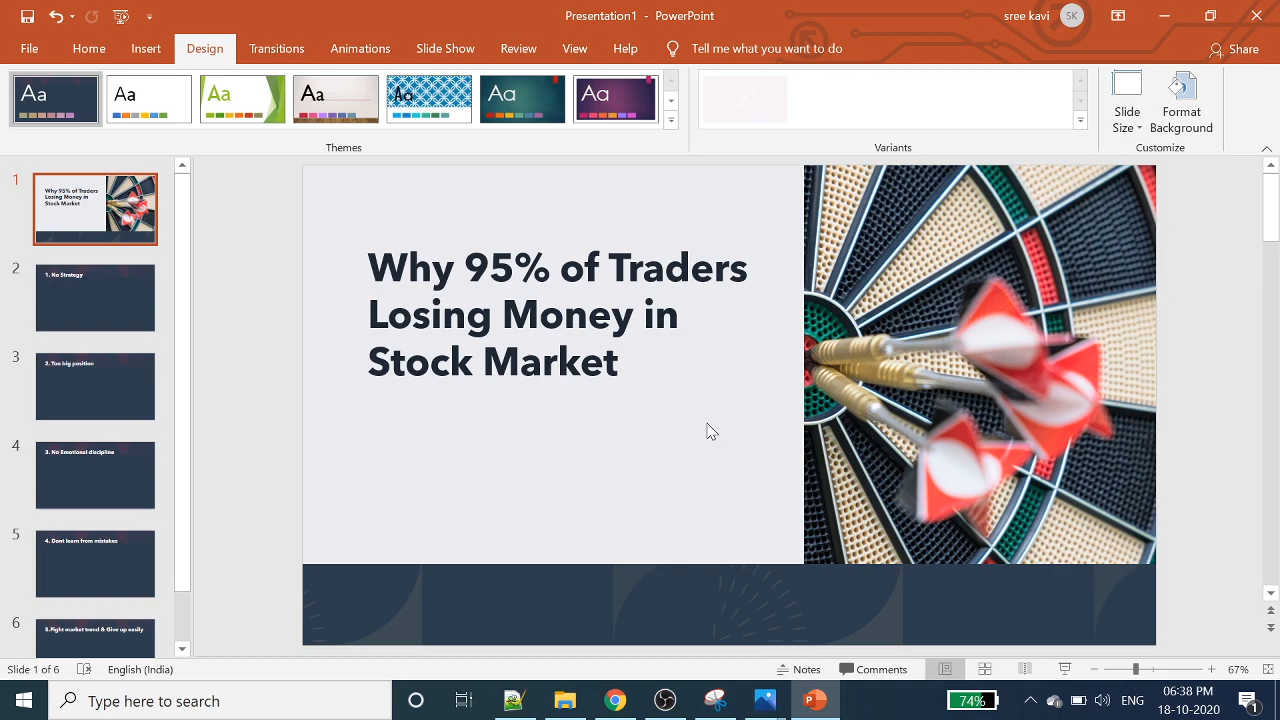 Presentation1 - PowerPoint
sree kavi
SK
File
Home
Insert
Design
Transitions
Animations
Slide Show
Review
View
Help
Tell me what you want to do
Share
Aa
Aa
Aa
Aa
Aa
Aa
Aa
Slide
Size
Format
Background
Themes
Variants
Customize
1
Why 95% of Traders
Losing Money in
Stock Market
2
1. No Strategy
3
2. Too big position
4
3. No Emotional discipline
5
4. Dont learn from mistakes
6
5.Fight market trend & Give up easily
Why 95% of Traders
Losing Money in
Stock Market
Slide 1 of 6
English (India)
Notes
Comments
67%
Type here to search
74%
ENG
06:38 PM
18-10-2020
1